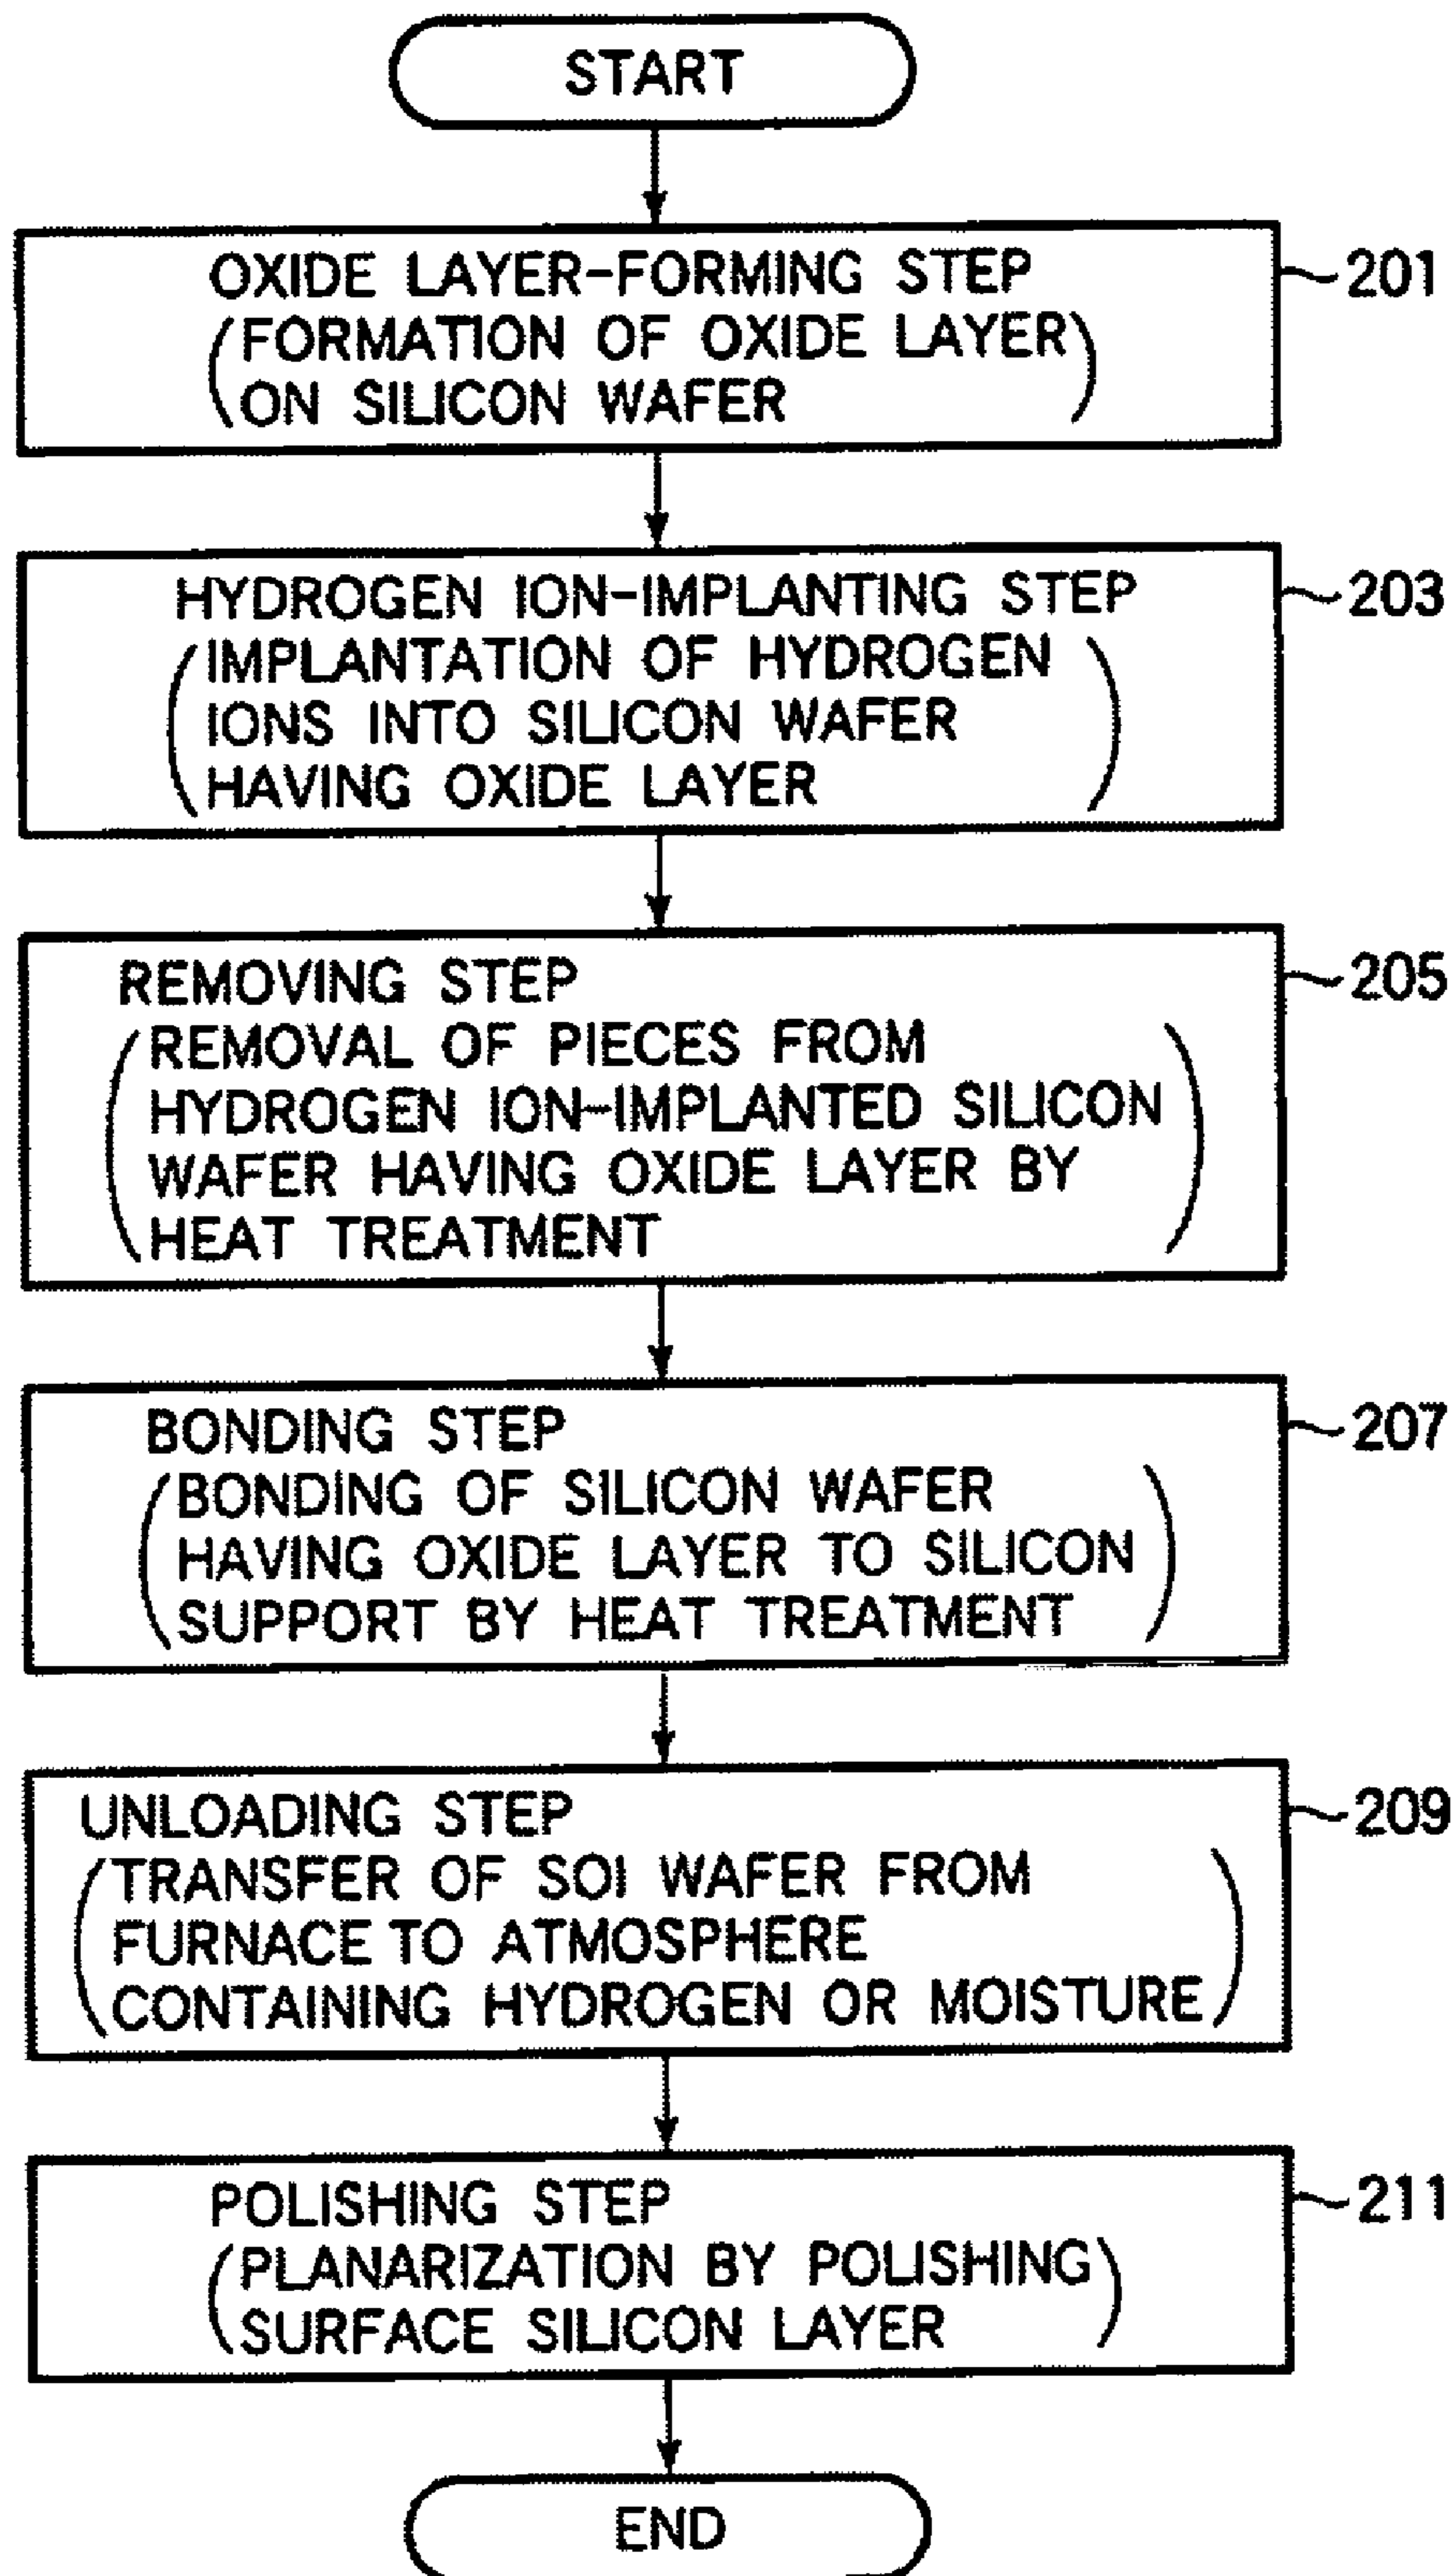 START
OXIDE LAYER-FORMING STEP
201
(FORMATION OF OXIDE LAYER
ON SILICON WAFER)
HYDROGEN ION-IMPLANTING STEP
203
(IMPLANTATION OF HYDROGEN
IONS INTO SILICON WAFER
HAVING OXIDE LAYER)
REMOVING STEP
205
(REMOVAL OF PIECES FROM
HYDROGEN ION-IMPLANTED SILICON
WAFER HAVING OXIDE LAYER BY
HEAT TREATMENT)
BONDING STEP
207
(BONDING OF SILICON WAFER
HAVING OXIDE LAYER TO SILICON
SUPPORT BY HEAT TREATMENT)
UNLOADING STEP
209
(TRANSFER OF SOI WAFER FROM
FURNACE TO ATMOSPHERE
CONTAINING HYDROGEN OR MOISTURE)
POLISHING STEP
211
(PLANARIZATION BY POLISHING
SURFACE SILICON LAYER)
END